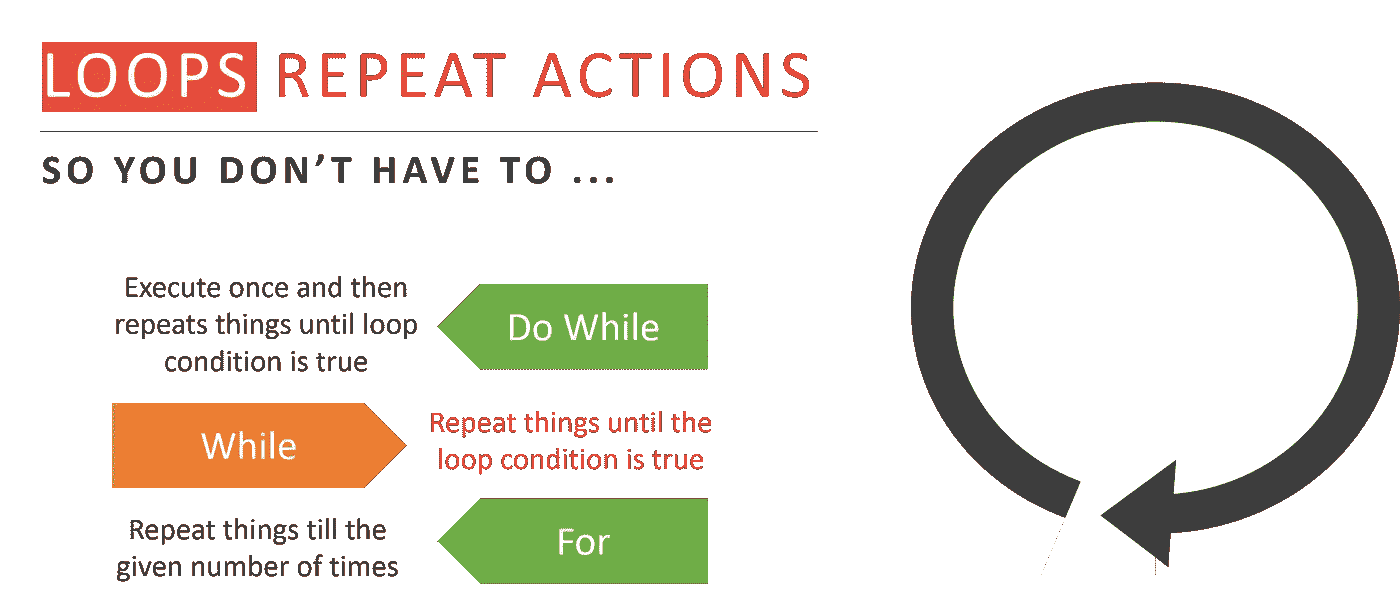 LOOPS REPEAT ACTIONS
SO YOU DON’T HAVE TO ...
Execute once and then
repeats things until loop
condition is true
Do While
While
Repeat things until the
loop condition is true
Repeat things till the
given number of times
For